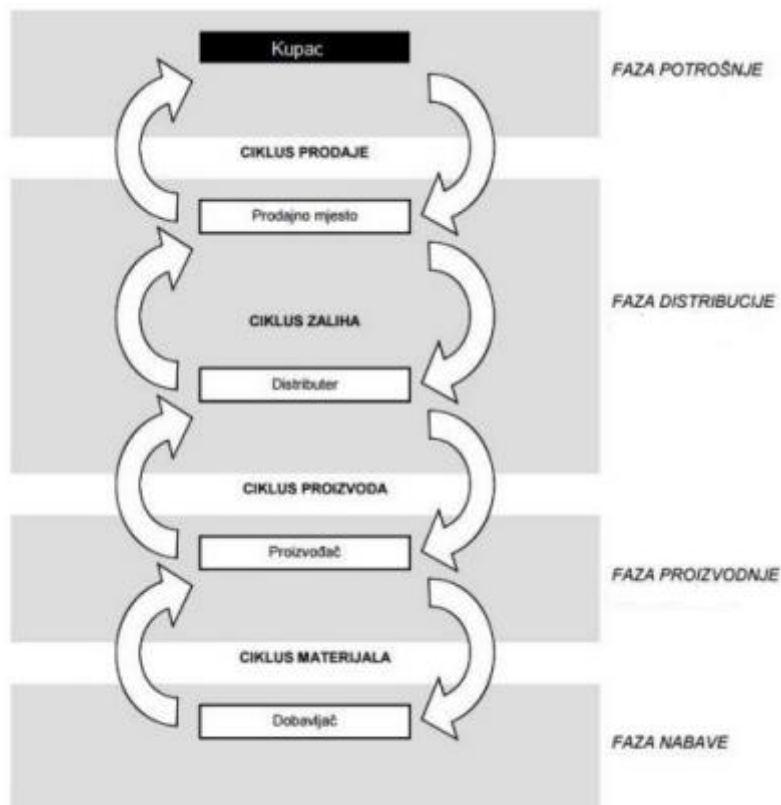 Kupac
FAZA POTROŠNJE
CIKLUS PRODAJE
Prodajno mjesto
CIKLUS ZALIHA
FAZA DISTRIBUCIJE
Distributer
CIKLUS PROIZVODA
Proizvođač
FAZA PROIZVODNJE
CIKLUS MATERIJALA
Dobavljač
FAZA NABAVE